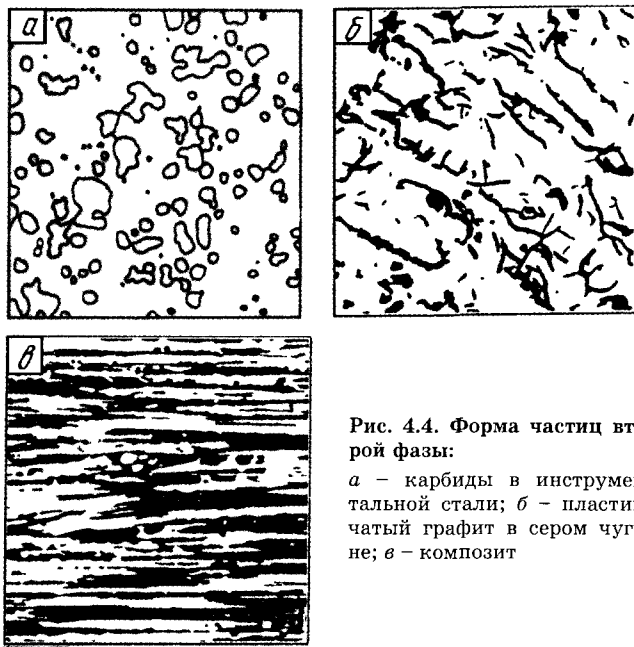 а
б
в
Рис. 4.4. Форма частиц вт
рой фазы:
а – карбиды в инструме
тальной стали; б – пласти
чатый графит в сером чуг
не; в – композит